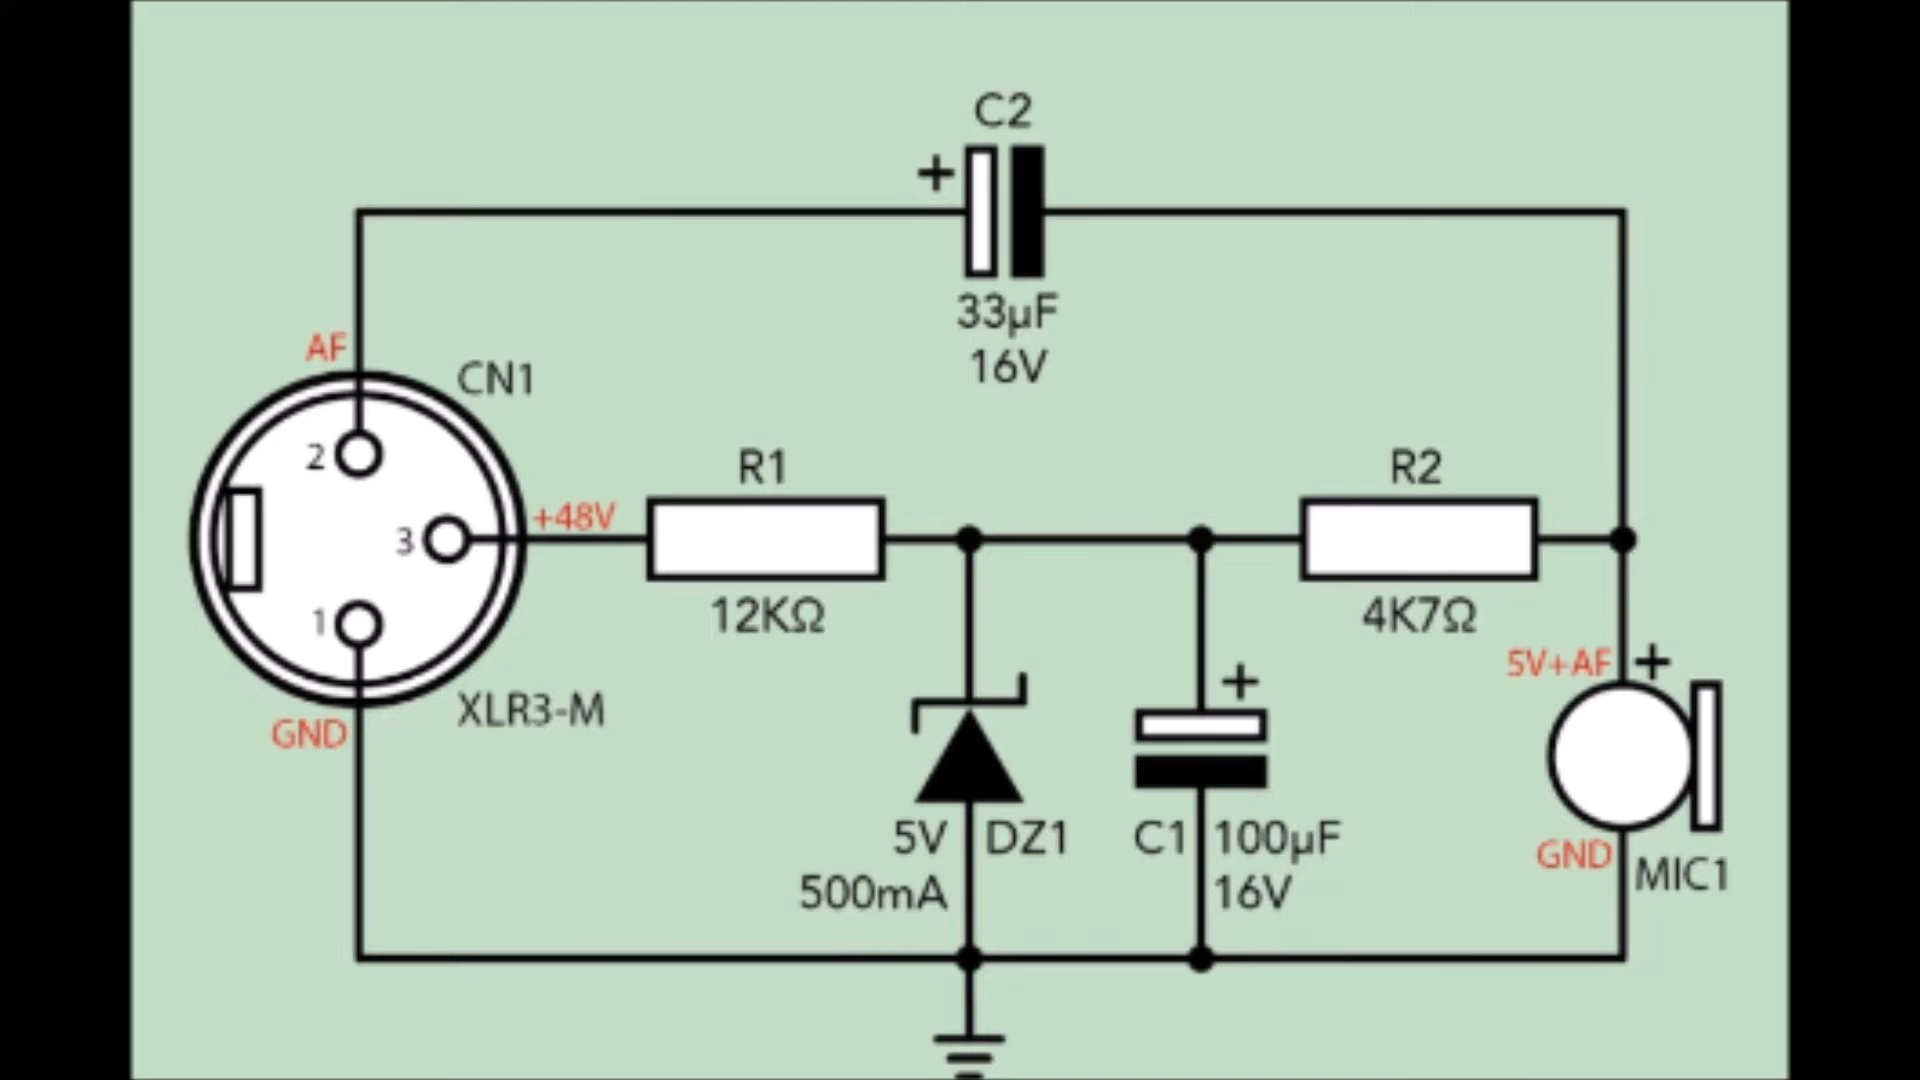 C2
+
33µF
16V
AF
CN1
2
3
1
+48V
R1
12KΩ
R2
4K7Ω
5V+AF
+
GND
XLR3-M
+
5V
DZ1
500mA
C1
100µF
16V
GND
MIC1